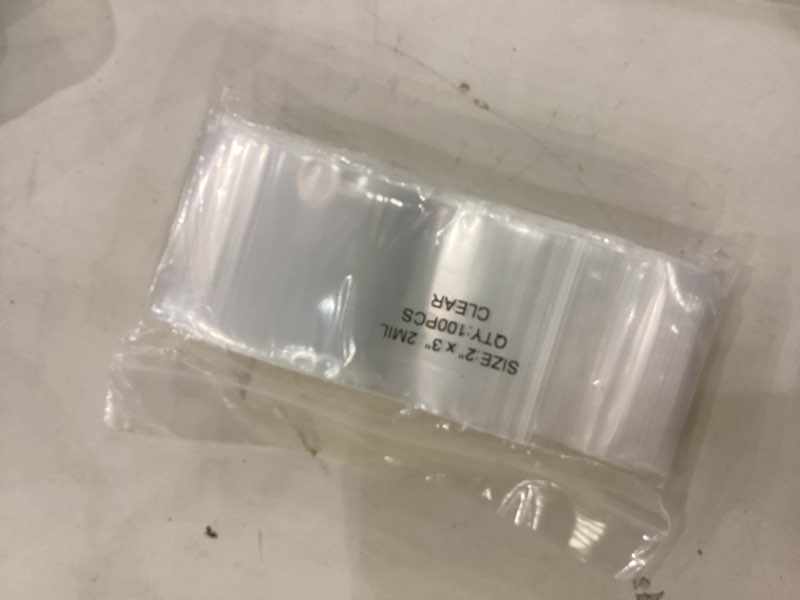 SIZE:2" x 3" 2MIL
QTY:100PCS
CLEAR